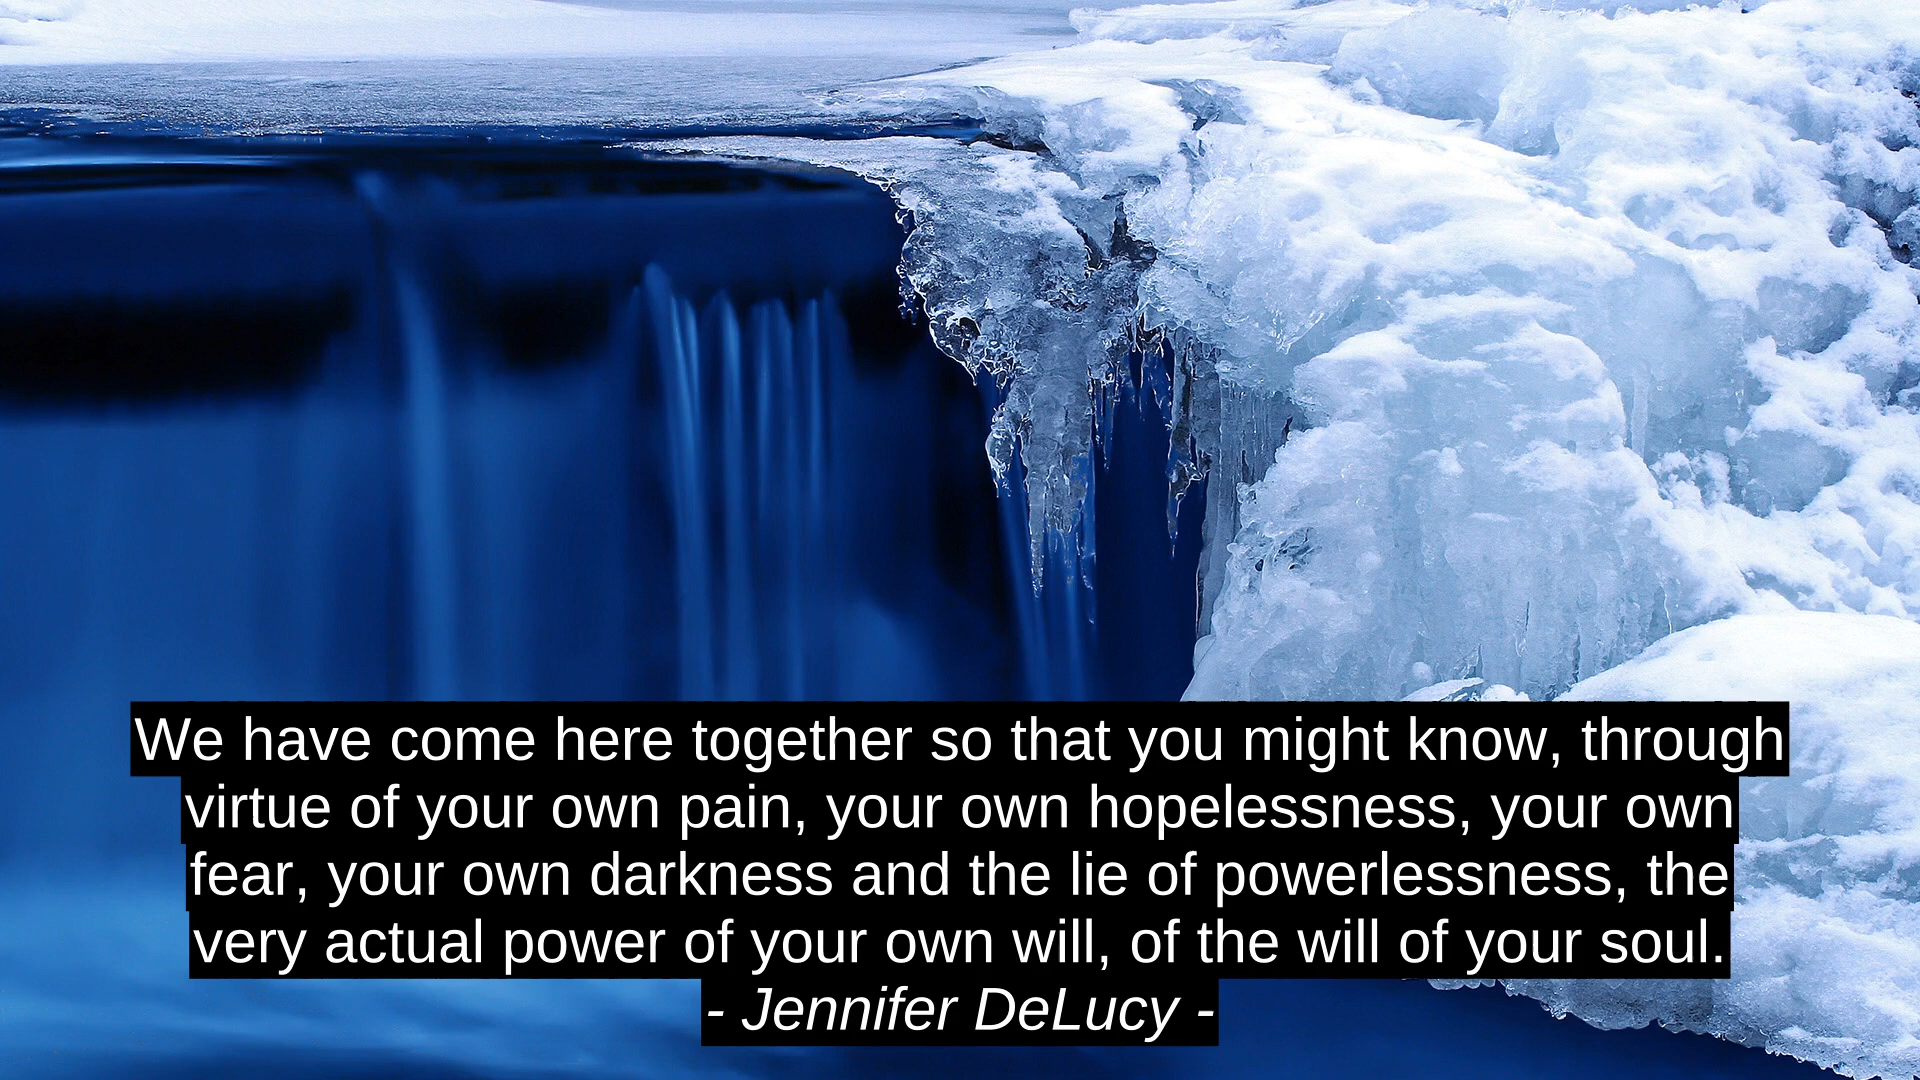 We have come here together so that you might know, through
virtue of your own pain, your own hopelessness, your own
fear, your own darkness and the lie of powerlessness, the
very actual power of your own will, of the will of your soul.
- Jennifer DeLucy -